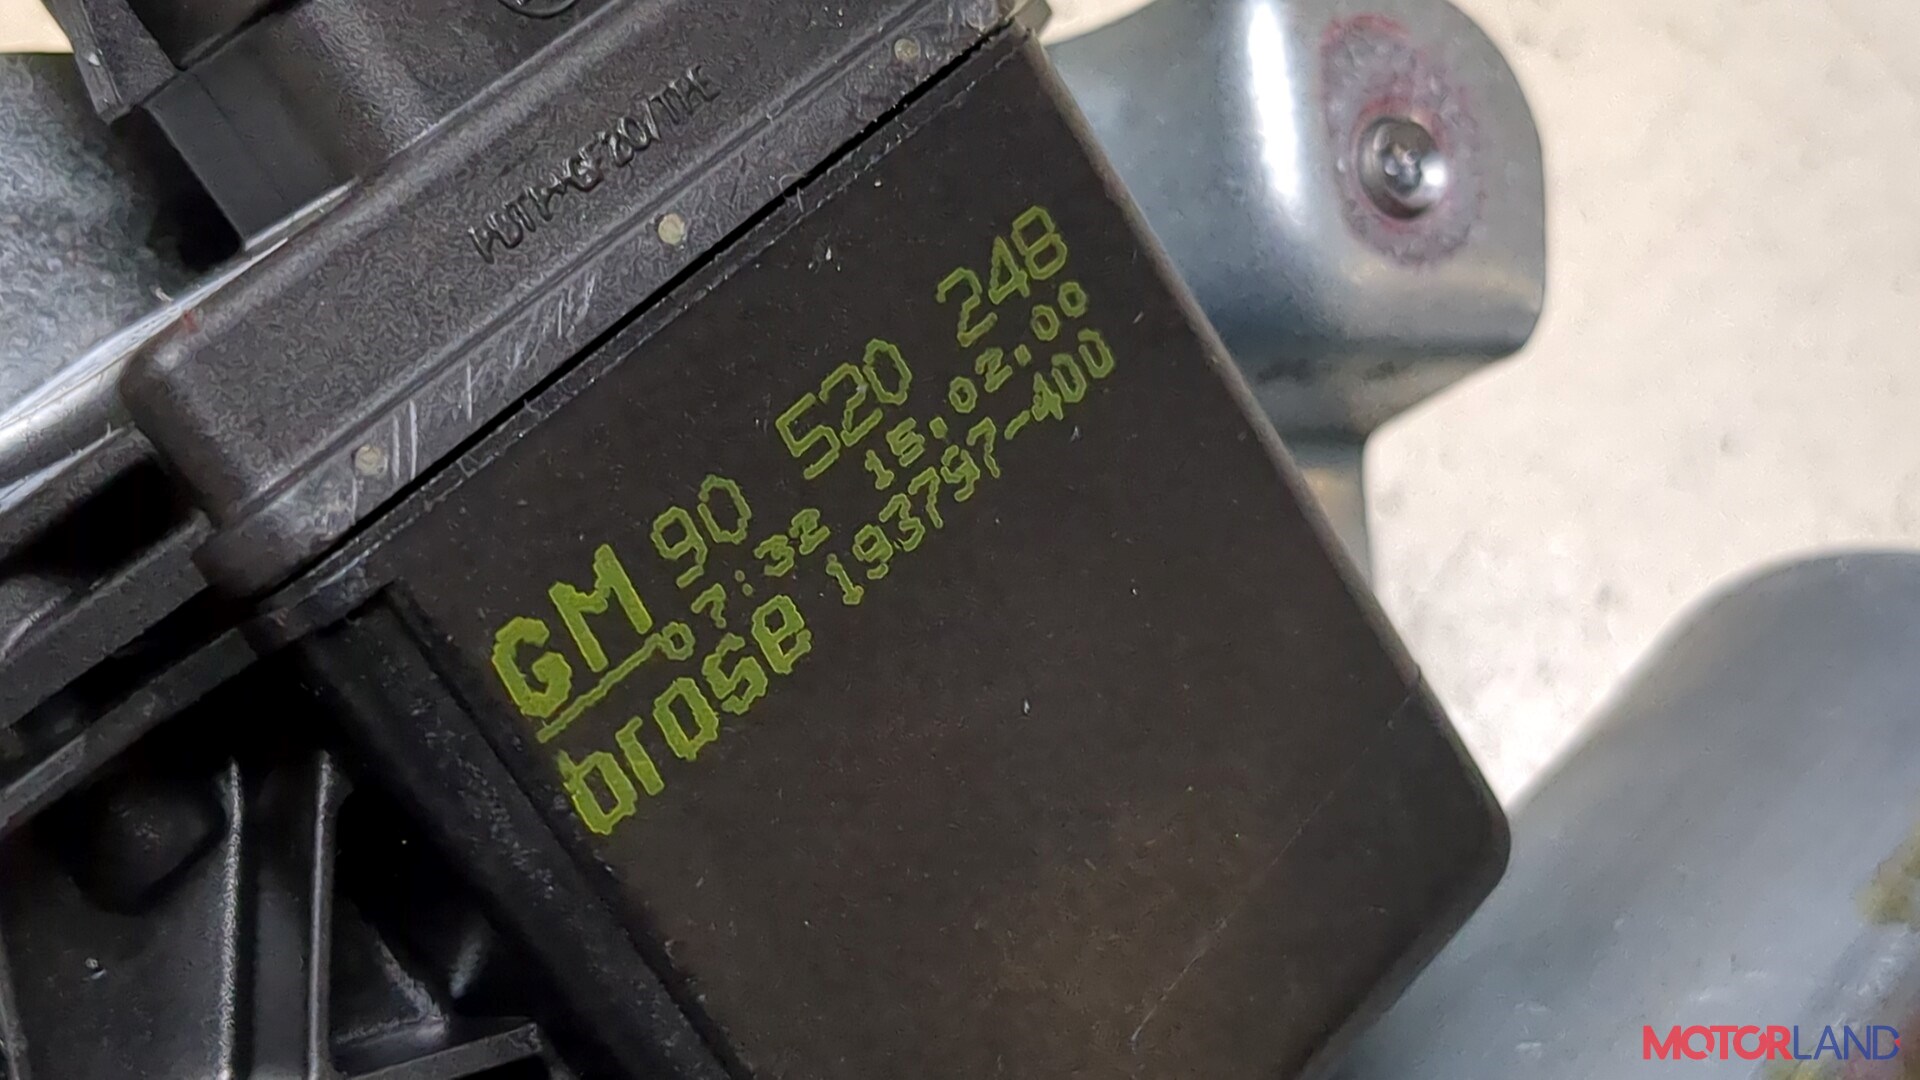 GM 90 520 248
07:32 15.02.00
brose 193797-400
MOTORLAND